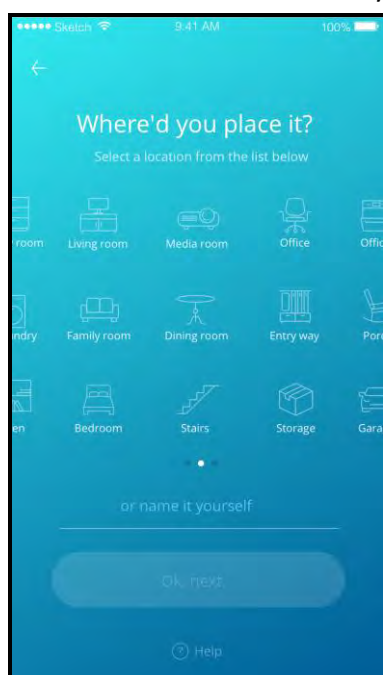 Sketch 9:41 AM 100%
Where'd you place it?
Select a location from the list below
room Living room Media room Office Offic
ndry Family room Dining room Entry way Por
en Bedroom Stairs Storage Gara
or name it yourself
Ok, next
? Help